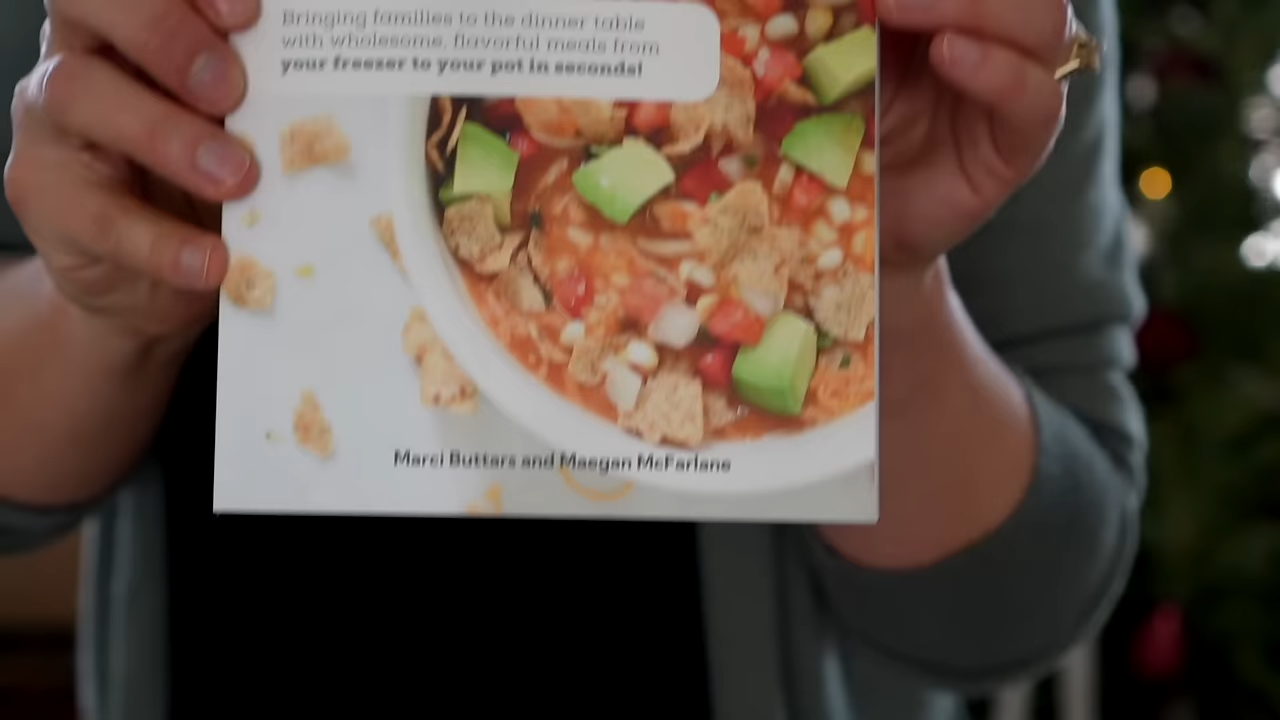 Bringing families to the dinner table
with wholesome, flavorful meals from
your freezer to your pot in seconds!
Marci Buttars and Maegan McFarlane